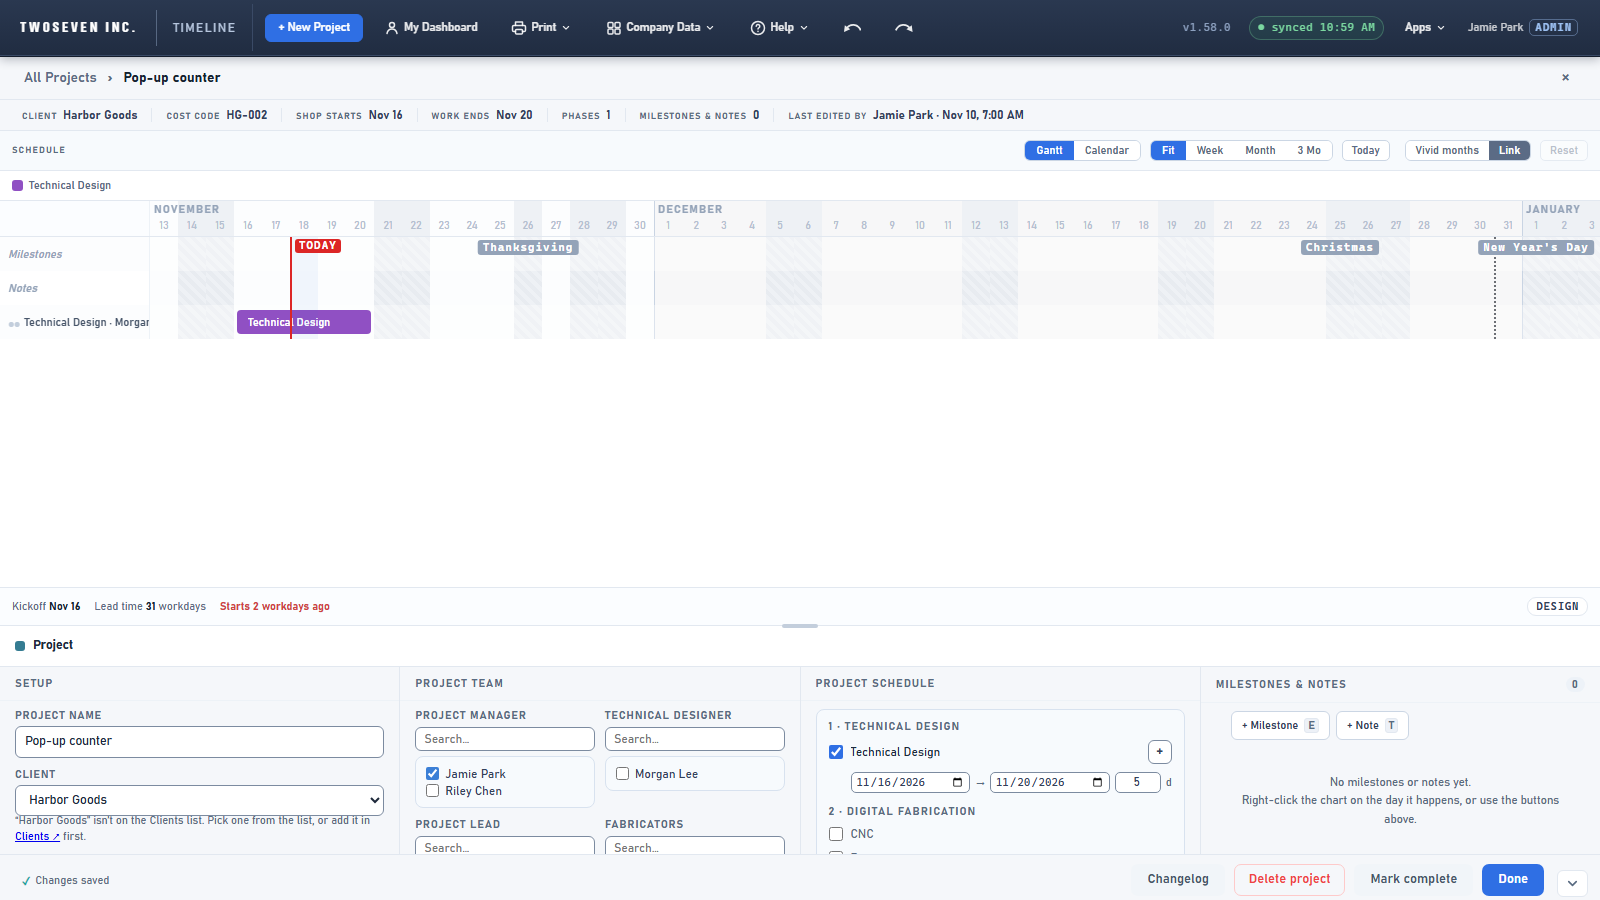 TWOSEVEN INC. TIMELINE + New Project My Dashboard Print Company Data Help v1.58.0 synced 10:59 AM Apps Jamie Park ADMIN
All Projects › Pop-up counter ×
CLIENT Harbor Goods COST CODE HG-002 SHOP STARTS Nov 16 WORK ENDS Nov 20 PHASES 1 MILESTONES & NOTES 0 LAST EDITED BY Jamie Park · Nov 10, 7:00 AM
SCHEDULE Gantt Calendar Fit Week Month 3 Mo Today Vivid months Link Reset
Technical Design
NOVEMBER DECEMBER JANUARY
13 14 15 16 17 18 19 20 21 22 23 24 25 26 27 28 29 30 1 2 3 4 5 6 7 8 9 10 11 12 13 14 15 16 17 18 19 20 21 22 23 24 25 26 27 28 29 30 31 1 2 3
Milestones TODAY Thanksgiving Christmas New Year's Day
Notes
Technical Design · Morgan Technical Design
Kickoff Nov 16 Lead time 31 workdays Starts 2 workdays ago DESIGN
Project
SETUP PROJECT TEAM PROJECT SCHEDULE MILESTONES & NOTES 0
PROJECT NAME
Pop-up counter
CLIENT
Harbor Goods
"Harbor Goods" isn't on the Clients list. Pick one from the list, or add it in
Clients ↗ first.
PROJECT MANAGER TECHNICAL DESIGNER
Search... Search...
Jamie Park Morgan Lee
Riley Chen
PROJECT LEAD FABRICATORS
Search... Search...
1 · TECHNICAL DESIGN
Technical Design +
11/16/2026 → 11/20/2026 5 d
2 · DIGITAL FABRICATION
CNC
+ Milestone E + Note T
No milestones or notes yet.
Right-click the chart on the day it happens, or use the buttons
above.
✓ Changes saved Changelog Delete project Mark complete Done